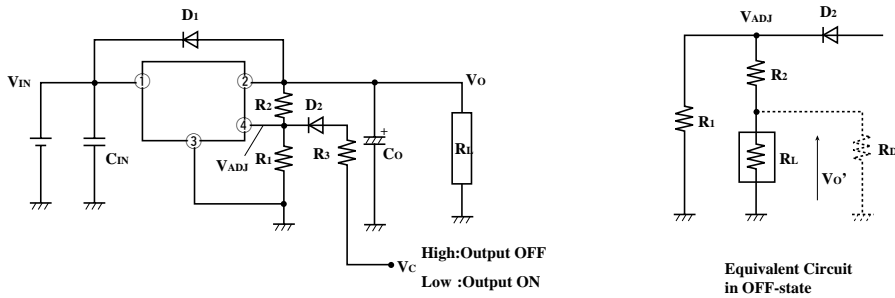 D1
VIN
1
2
VO
R2
D2
4
3
+
CIN
VADJ
R1
R3
CO
RL
VC
High:Output OFF
Low :Output ON
VADJ
D2
R2
R1
RL
VO’
RD
Equivalent Circuit
in OFF-state